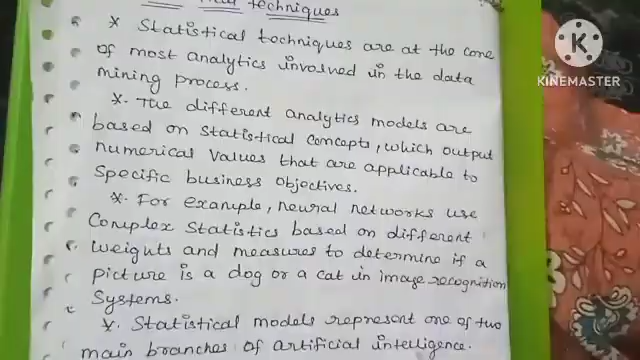 techniques
* Statistical techniques are at the core
of most analytics involved in the data
mining process.
*. The different analytics models are
based on statistical concepts, which output
numerical values that are applicable to
specific business objectives.
*. For example, neural networks use
complex statistics based on different
weights and measures to determine if a
picture is a dog or a cat in image recognition
systems.
*. Statistical models represent one of two
main branches of artificial intelligence.
KINEMASTER